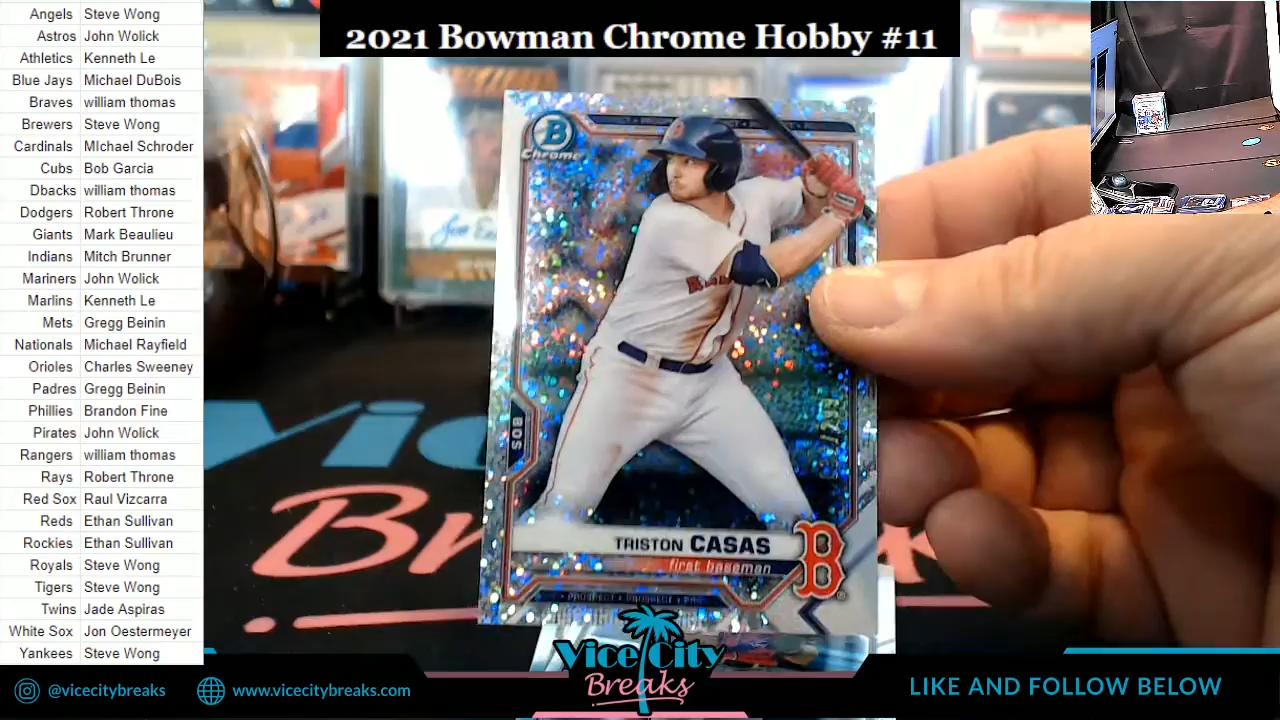 2021 Bowman Chrome Hobby #11
Angels Steve Wong
Astros John Wolick
Athletics Kenneth Le
Blue Jays Michael DuBois
Braves william thomas
Brewers Steve Wong
Cardinals MIchael Schroder
Cubs Bob Garcia
Dbacks william thomas
Dodgers Robert Throne
Giants Mark Beaulieu
Indians Mitch Brunner
Mariners John Wolick
Marlins Kenneth Le
Mets Gregg Beinin
Nationals Michael Rayfield
Orioles Charles Sweeney
Padres Gregg Beinin
Phillies Brandon Fine
Pirates John Wolick
Rangers william thomas
Rays Robert Throne
Red Sox Raul Vizcarra
Reds Ethan Sullivan
Rockies Ethan Sullivan
Royals Steve Wong
Tigers Steve Wong
Twins Jade Aspiras
White Sox Jon Oestermeyer
Yankees Steve Wong
B
Chrome
BOS
TRISTON CASAS
first baseman
B
PROSPECT • PROSPECT
Vice City
Breaks
@vicecitybreaks
www.vicecitybreaks.com
LIKE AND FOLLOW BELOW